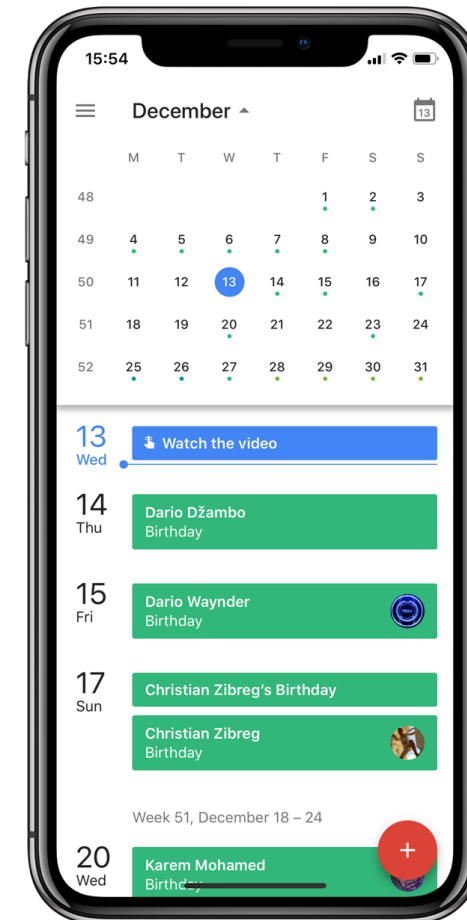 15:54
December
13
M T W T F S S
48 1 2 3
49 4 5 6 7 8 9 10
50 11 12 13 14 15 16 17
51 18 19 20 21 22 23 24
52 25 26 27 28 29 30 31
13
Wed
Watch the video
14
Thu
Dario Džambo
Birthday
15
Fri
Dario Waynder
Birthday
17
Sun
Christian Zibreg’s Birthday
Christian Zibreg
Birthday
Week 51, December 18 – 24
20
Wed
Karem Mohamed
Birthday